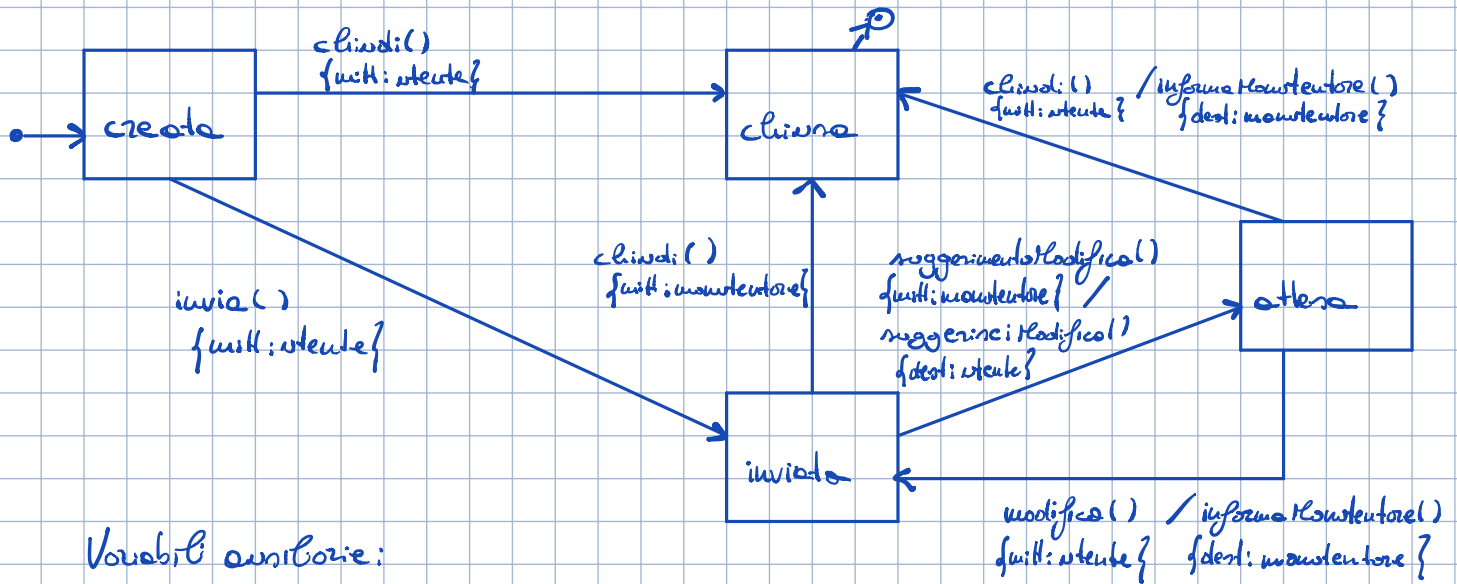 chiudi()
{mitt: utente}
creata
chiusa
chiudi() / informaManutentore()
{mitt: utente} {dest: manutentore}
invia()
{mitt: utente}
chiudi()
{mitt: manutentore}
suggerimentoModifica()
{mitt: manutentore} /
suggerisciModifica()
{dest: utente}
attesa
inviata
modifica() / informaManutentore()
{mitt: utente} {dest: manutentore}
Variabili ausiliarie: